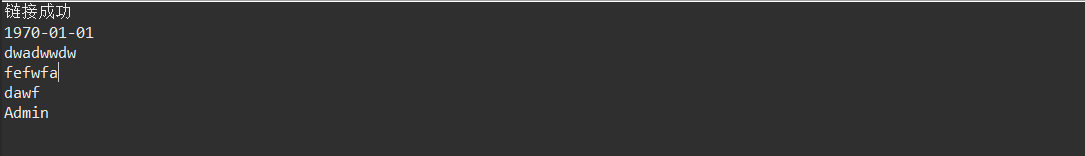 链接成功
1970-01-01
dwadwwdw
fefwfa
dawf
Admin